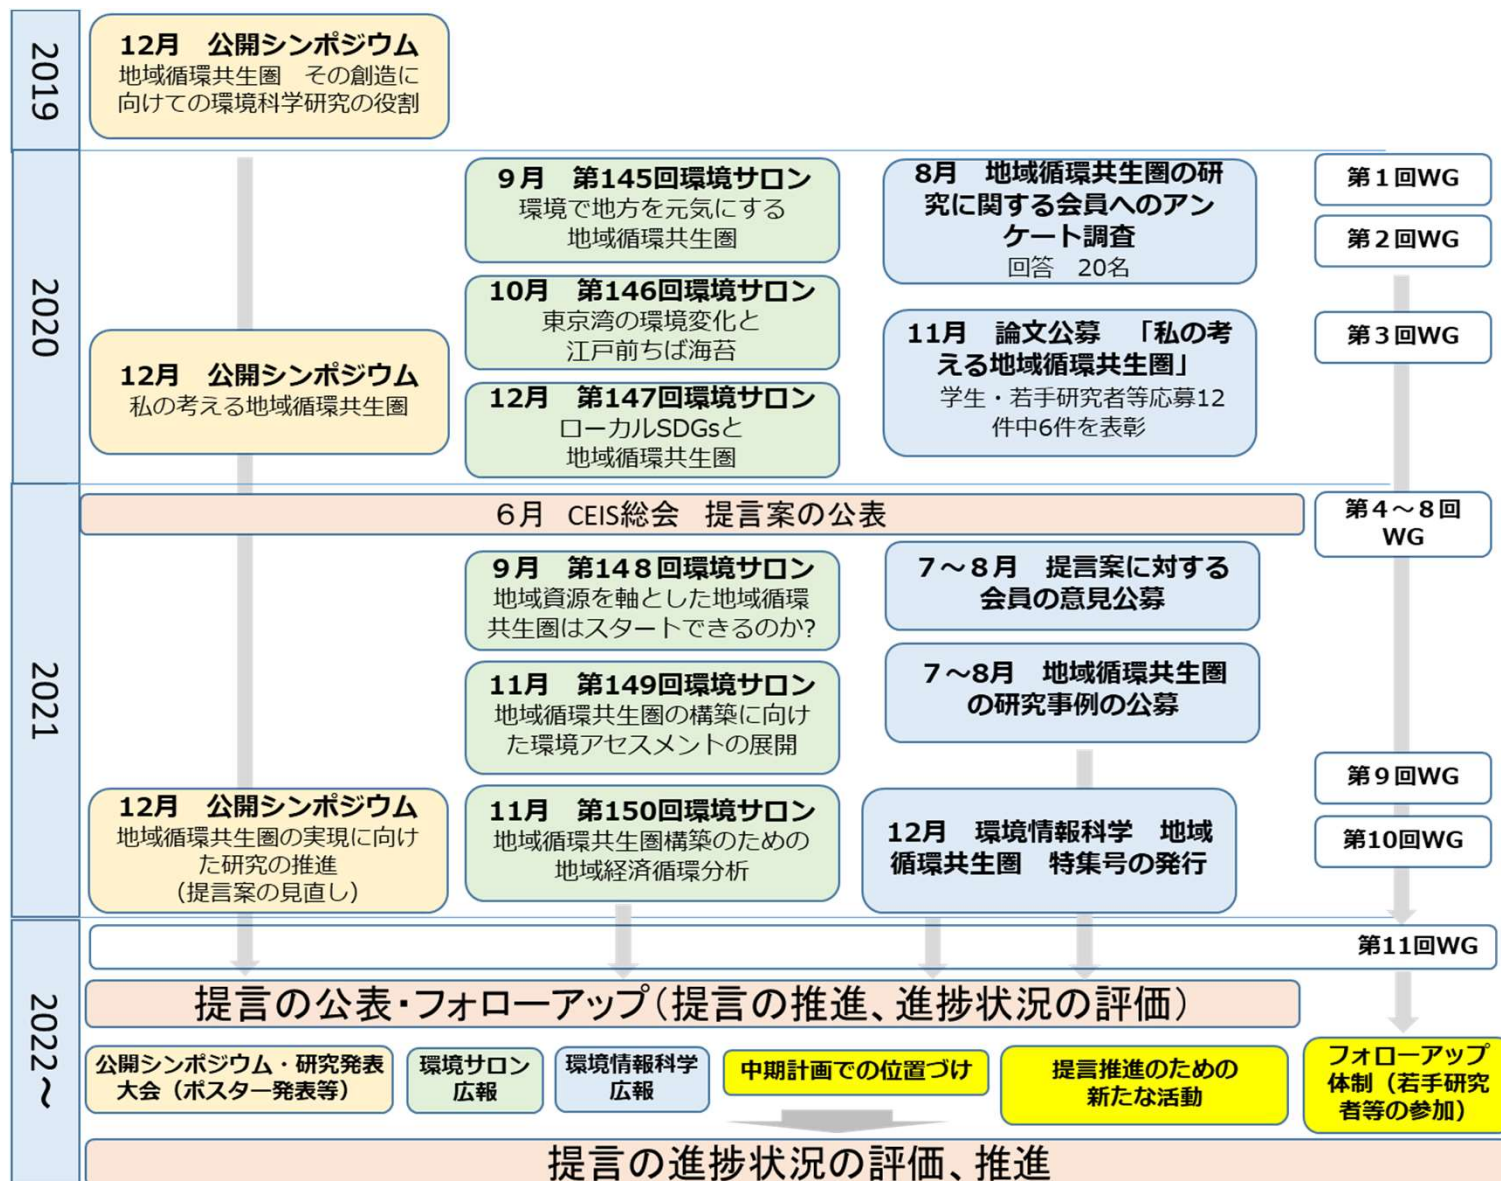 2019
12月　公開シンポジウム
地域循環共生圏　その創造に
向けての環境科学研究の役割
2020
12月　公開シンポジウム
私の考える地域循環共生圏
9月　第145回環境サロン
環境で地方を元気にする
地域循環共生圏
10月　第146回環境サロン
東京湾の環境変化と
江戸前ちば海苔
12月　第147回環境サロン
ローカルSDGsと
地域循環共生圏
8月　地域循環共生圏の研
究に関する会員へのアン
ケート調査
回答　20名
11月　論文公募　「私の考
える地域循環共生圏」
学生・若手研究者等応募12
件中6件を表彰
第１回WG
第２回WG
第３回WG
2021
６月　CEIS総会　提言案の公表
第４～８回
WG
9月　第148回環境サロン
地域資源を軸とした地域循環
共生圏はスタートできるのか?
11月　第149回環境サロン
地域循環共生圏の構築に向け
た環境アセスメントの展開
11月　第150回環境サロン
地域循環共生圏構築のための
地域経済循環分析
7～８月　提言案に対する
会員の意見公募
７～8月　地域循環共生圏
の研究事例の公募
12月　公開シンポジウム
地域循環共生圏の実現に向け
た研究の推進
（提言案の見直し）
12月　環境情報科学　地域
循環共生圏　特集号の発行
第９回WG
第10回WG
2022～
第11回WG
提言の公表・フォローアップ（提言の推進、進捗状況の評価）
公開シンポジウム・研究発表
大会（ポスター発表等）
環境サロン
広報
環境情報科学
広報
中期計画での位置づけ
提言推進のための
新たな活動
フォローアップ
体制（若手研究
者等の参加）
提言の進捗状況の評価、推進